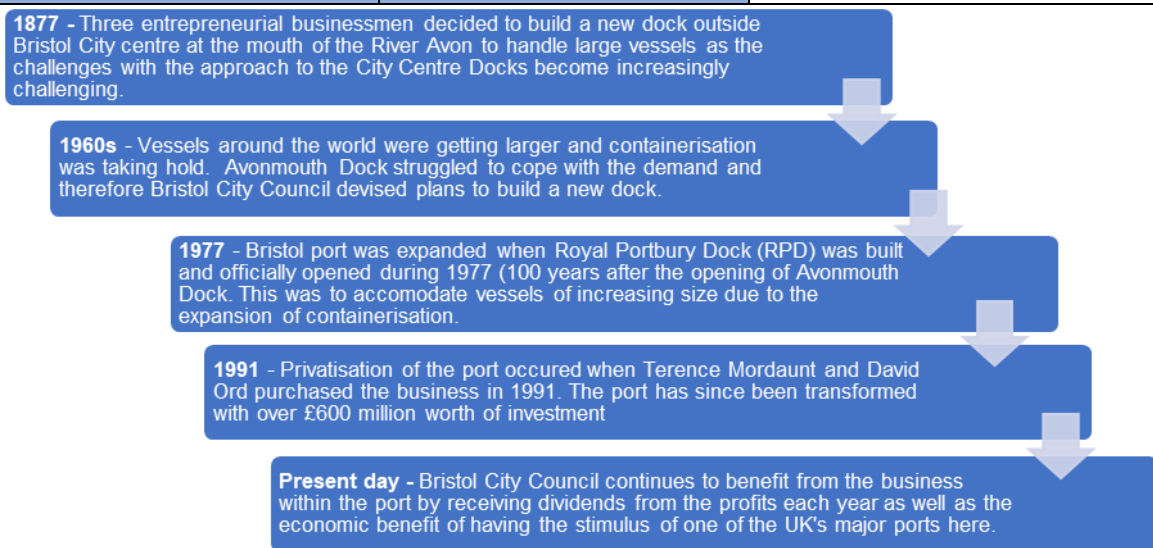 1877 - Three entrepreneurial businessmen decided to build a new dock outside
Bristol City centre at the mouth of the River Avon to handle large vessels as the
challenges with the approach to the City Centre Docks become increasingly
challenging.
1960s - Vessels around the world were getting larger and containerisation
was taking hold.  Avonmouth  Dock struggled to cope with the demand and
therefore Bristol City Council devised plans to build a new dock.
1977 - Bristol port was expanded when Royal Portbury Dock (RPD) was built
and officially opened during 1977 (100 years after the opening of Avonmouth
Dock. This was to accomodate vessels of increasing size due to the
expansion of containerisation.
1991 - Privatisation of the port occured when Terence Mordaunt and David
Ord purchased the business in 1991. The port has since been transformed
with over £600 million worth of investment
Present day - Bristol City Council continues to benefit from the business
within the port by receiving dividends from the profits each year as well as the
economic benefit of having the stimulus of one of the UK's major ports here.